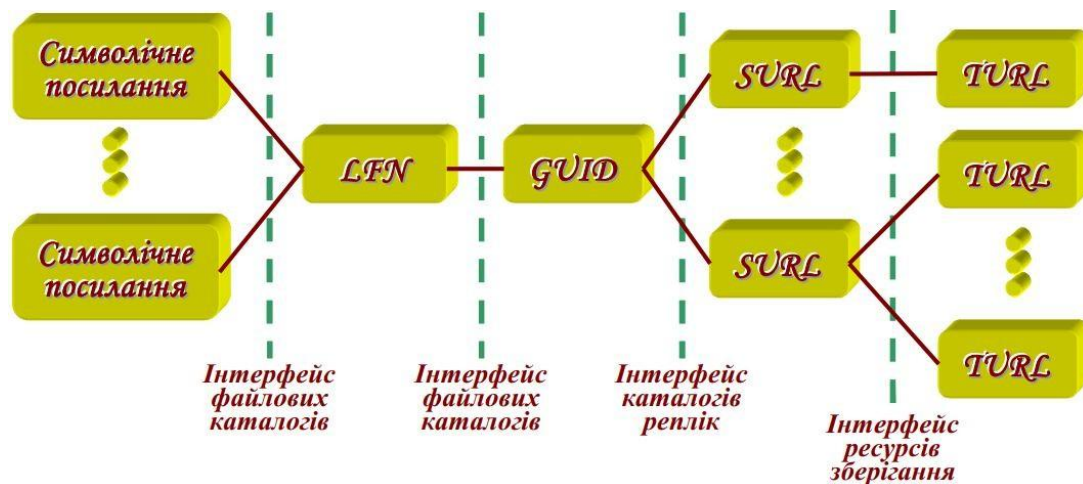 Символічне
посилання
Символічне
посилання
LFN
GUID
SURL
SURL
TURL
TURL
TURL
Інтерфейс
файлових
каталогів
Інтерфейс
файлових
каталогів
Інтерфейс
каталогів
реплік
Інтерфейс
ресурсів
зберігання